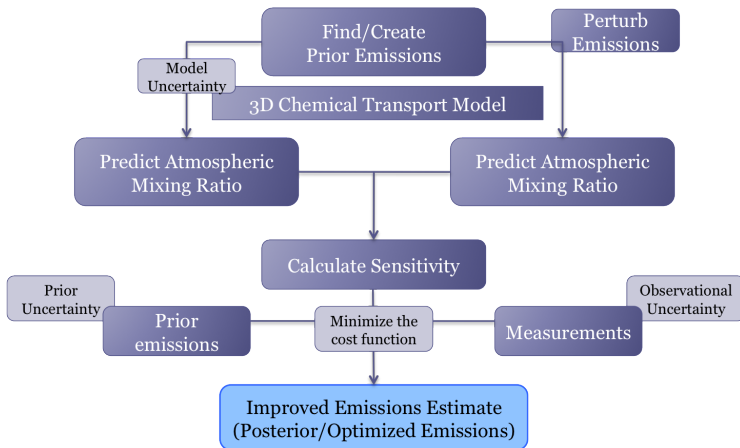 Find/Create
Prior Emissions
Perturb
Emissions
Model
Uncertainty
3D Chemical Transport Model
Predict Atmospheric
Mixing Ratio
Predict Atmospheric
Mixing Ratio
Calculate Sensitivity
Prior
Uncertainty
Prior
emissions
Minimize the
cost function
Measurements
Observational
Uncertainty
Improved Emissions Estimate
(Posterior/Optimized Emissions)